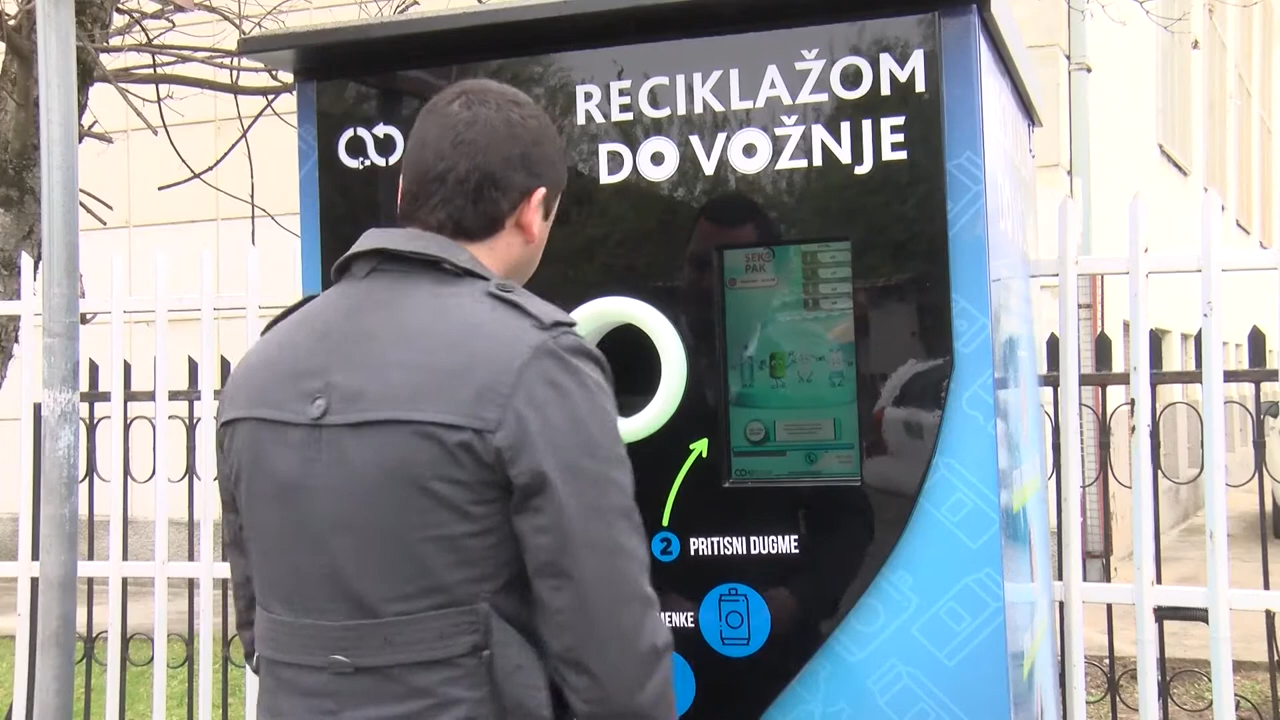 RECIKLAŽOM
DO VOŽNJE
SEKO
PAK
2 PRITISNI DUGME
MENKE